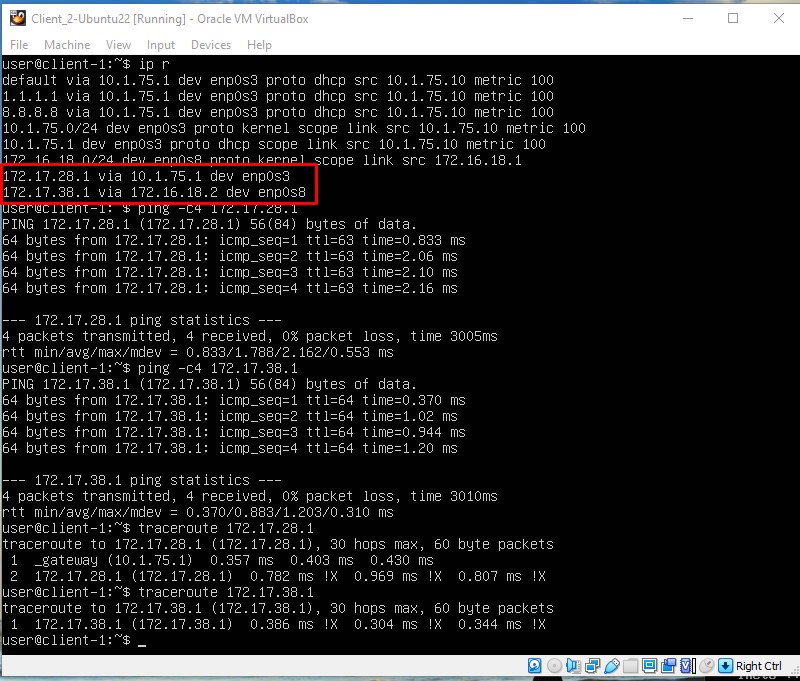 Client_2-Ubuntu22 [Running] - Oracle VM VirtualBox
File Machine View Input Devices Help
user@client-1:~$ ip r
default via 10.1.75.1 dev enp0s3 proto dhcp src 10.1.75.10 metric 100
1.1.1.1 via 10.1.75.1 dev enp0s3 proto dhcp src 10.1.75.10 metric 100
8.8.8.8 via 10.1.75.1 dev enp0s3 proto dhcp src 10.1.75.10 metric 100
10.1.75.0/24 dev enp0s3 proto kernel scope link src 10.1.75.10 metric 100
10.1.75.1 dev enp0s3 proto dhcp scope link src 10.1.75.10 metric 100
172.16.18.0/24 dev enp0s8 proto kernel scope link src 172.16.18.1
172.17.28.1 via 10.1.75.1 dev enp0s3
172.17.38.1 via 172.16.18.2 dev enp0s8
user@client-1:~$ ping -c4 172.17.28.1
PING 172.17.28.1 (172.17.28.1) 56(84) bytes of data.
64 bytes from 172.17.28.1: icmp_seq=1 ttl=63 time=0.833 ms
64 bytes from 172.17.28.1: icmp_seq=2 ttl=63 time=2.06 ms
64 bytes from 172.17.28.1: icmp_seq=3 ttl=63 time=2.10 ms
64 bytes from 172.17.28.1: icmp_seq=4 ttl=63 time=2.16 ms
--- 172.17.28.1 ping statistics ---
4 packets transmitted, 4 received, 0% packet loss, time 3005ms
rtt min/avg/max/mdev = 0.833/1.788/2.162/0.553 ms
user@client-1:~$ ping -c4 172.17.38.1
PING 172.17.38.1 (172.17.38.1) 56(84) bytes of data.
64 bytes from 172.17.38.1: icmp_seq=1 ttl=64 time=0.370 ms
64 bytes from 172.17.38.1: icmp_seq=2 ttl=64 time=1.02 ms
64 bytes from 172.17.38.1: icmp_seq=3 ttl=64 time=0.944 ms
64 bytes from 172.17.38.1: icmp_seq=4 ttl=64 time=1.20 ms
--- 172.17.38.1 ping statistics ---
4 packets transmitted, 4 received, 0% packet loss, time 3010ms
rtt min/avg/max/mdev = 0.370/0.883/1.203/0.310 ms
user@client-1:~$ traceroute 172.17.28.1
traceroute to 172.17.28.1 (172.17.28.1), 30 hops max, 60 byte packets
1 _gateway (10.1.75.1) 0.357 ms 0.403 ms 0.430 ms
2 172.17.28.1 (172.17.28.1) 0.782 ms !X 0.969 ms !X 0.807 ms !X
user@client-1:~$ traceroute 172.17.38.1
traceroute to 172.17.38.1 (172.17.38.1), 30 hops max, 60 byte packets
1 172.17.38.1 (172.17.38.1) 0.386 ms !X 0.304 ms !X 0.344 ms !X
user@client-1:~$ _
Right Ctrl